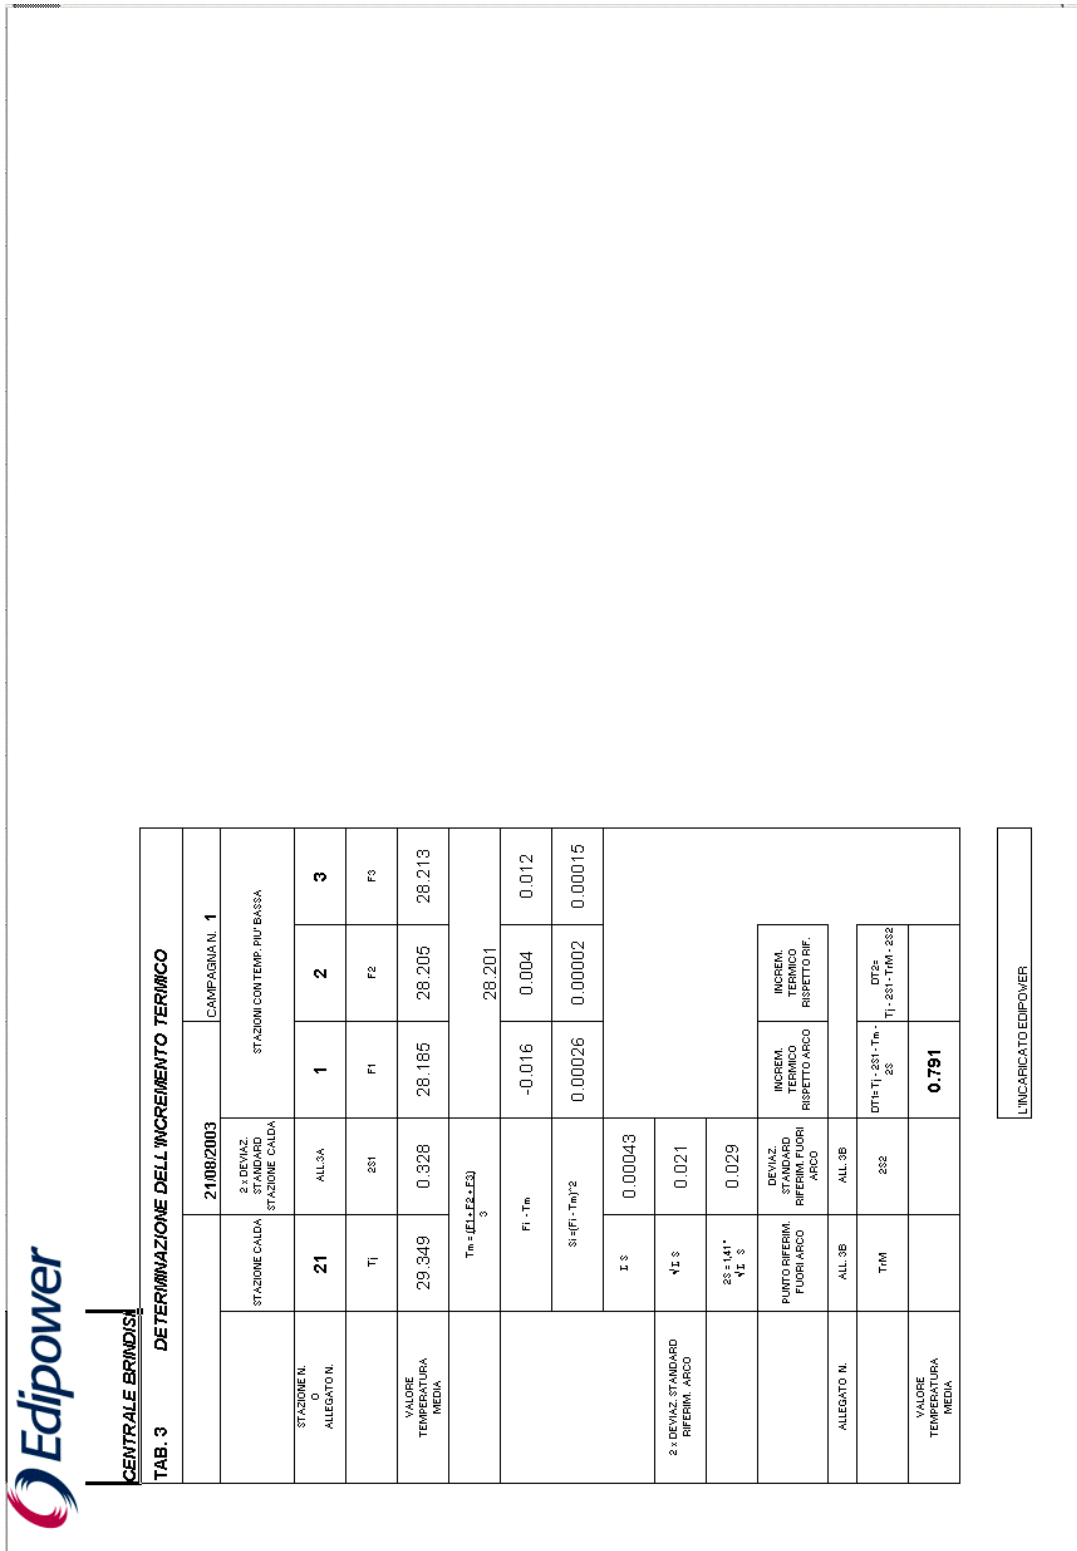 Edipower
CENTRALE BRINDISI
TAB. 3 DETERMINAZIONE DELL'INCREMENTO TERMICO
21/08/2003 CAMPAGNA N. 1
STAZIONE CALDA
2 x DEVIAZ.
STANDARD
STAZIONE CALDA
STAZIONI CON TEMP. PIU' BASSA
STAZIONE N.
O
ALLEGATO N.
21 ALL.3A 1 2 3
Tj 2S1 F1 F2 F3
VALORE
TEMPERATURA
MEDIA
29.349 0.328 28.185 28.205 28.213
Tm = (F1+ F2 + F3)
3
28.201
Fi - Tm -0.016 0.004 0.012
Si =(Fi - Tm)^2 0.00026 0.00002 0.00015
Σ S 0.00043
2 x DEVIAZ. STANDARD
RIFERIM. ARCO
√Σ S 0.021
2S = 1,41*
√Σ S
0.029
PUNTO RIFERIM.
FUORI ARCO
DEVIAZ.
STANDARD
RIFERIM. FUORI
ARCO
INCREM.
TERMICO
RISPETTO ARCO
INCREM.
TERMICO
RISPETTO RIF.
ALLEGATO N. ALL. 3B ALL. 3B
TrM 2S2
DT1= Tj - 2S1 - Tm -
2S
DT2=
Tj - 2S1 - TrM - 2S2
VALORE
TEMPERATURA
MEDIA
0.791
L'INCARICATO EDIPOWER